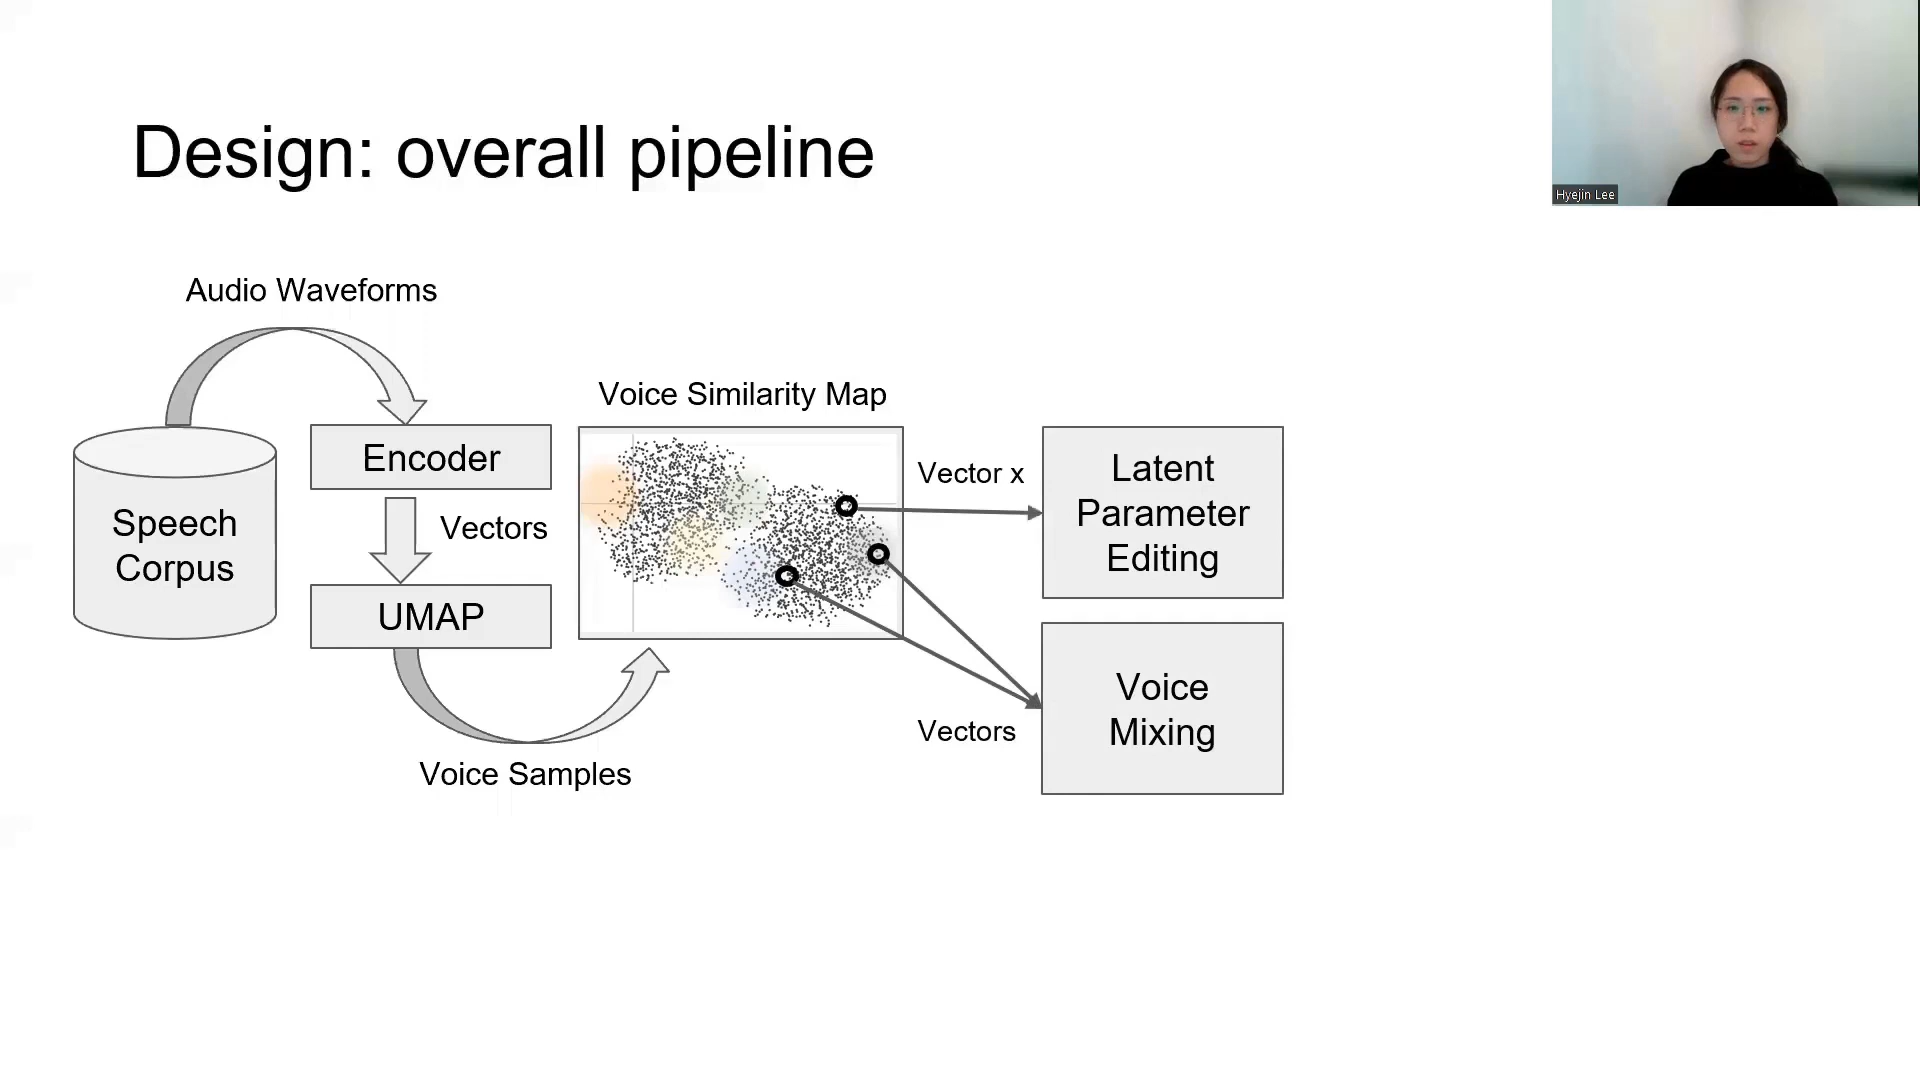 Design: overall pipeline
Hyejin Lee
Audio Waveforms
Speech
Corpus
Encoder
Vectors
UMAP
Voice Samples
Voice Similarity Map
Vector x
Vectors
Latent
Parameter
Editing
Voice
Mixing